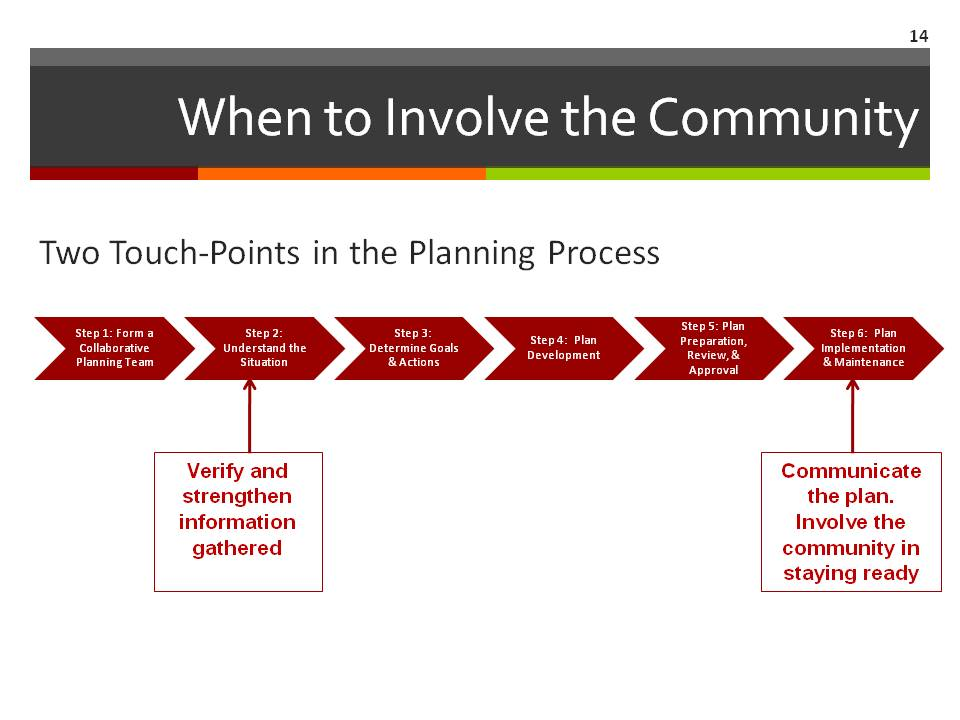 14
When to Involve the Community
Two Touch-Points in the Planning Process
Step 1: Form a
Collaborative
Planning Team
Step 2:
Understand the
Situation
Step 3:
Determine Goals
& Actions
Step 4: Plan
Development
Step 5: Plan
Preparation,
Review, &
Approval
Step 6: Plan
Implementation
& Maintenance
Verify and
strengthen
information
gathered
Communicate
the plan.
Involve the
community in
staying ready